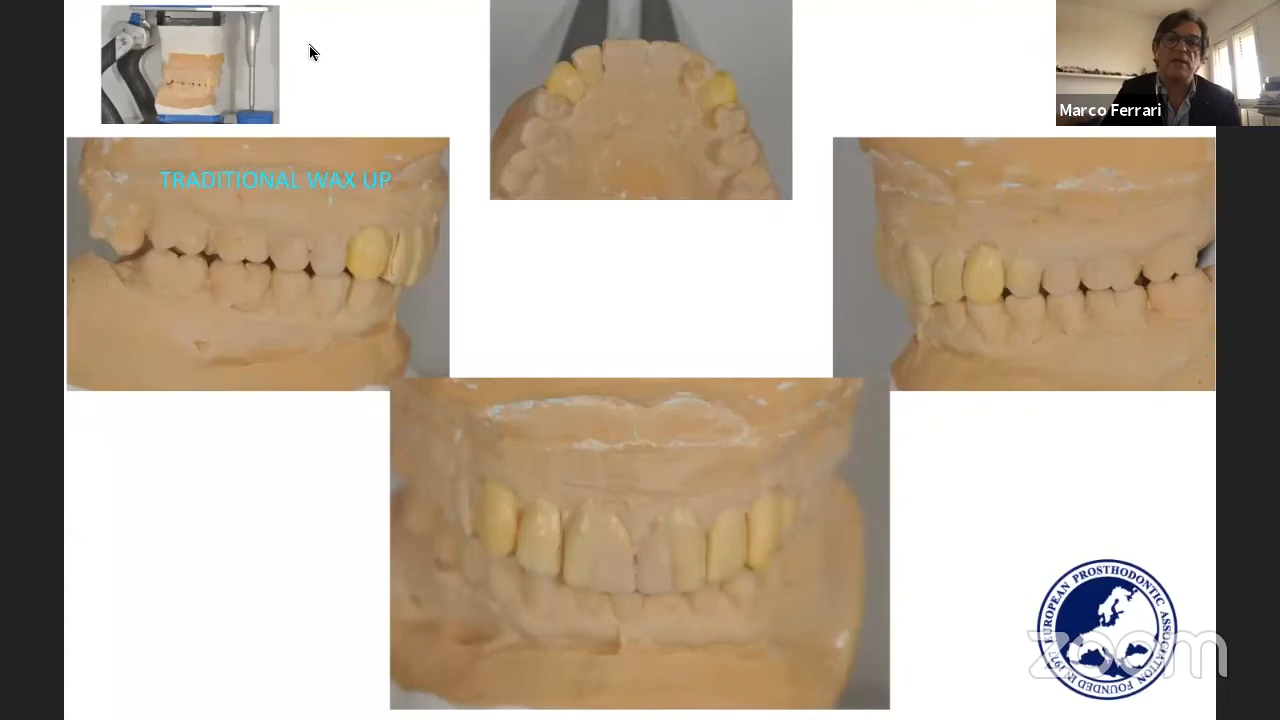 Marco Ferrari
TRADITIONAL WAX UP
EUROPEAN PROSTHODONTIC ASSOCIATION FOUNDED IN 1977
zoom